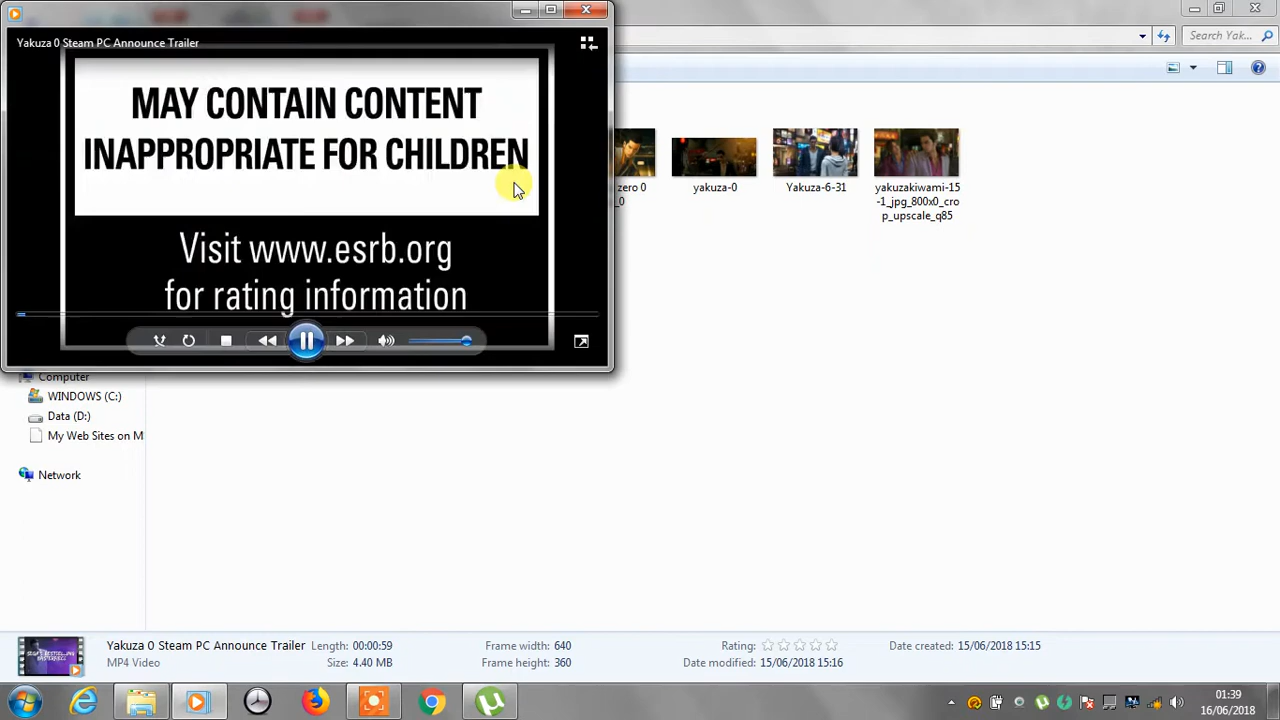 Yakuza 0 Steam PC Announce Trailer
MAY CONTAIN CONTENT
INAPPROPRIATE FOR CHILDREN
Visit www.esrb.org
for rating information
Search Yak...
zero 0
_0
yakuza-0
Yakuza-6-31
yakuzakiwami-15
-1_jpg_800x0_cro
p_upscale_q85
Computer
WINDOWS (C:)
Data (D:)
My Web Sites on M
Network
Yakuza 0 Steam PC Announce Trailer
MP4 Video
Length: 00:00:59
Size: 4.40 MB
Frame width: 640
Frame height: 360
Rating:
Date modified: 15/06/2018 15:16
Date created: 15/06/2018 15:15
01:39
16/06/2018